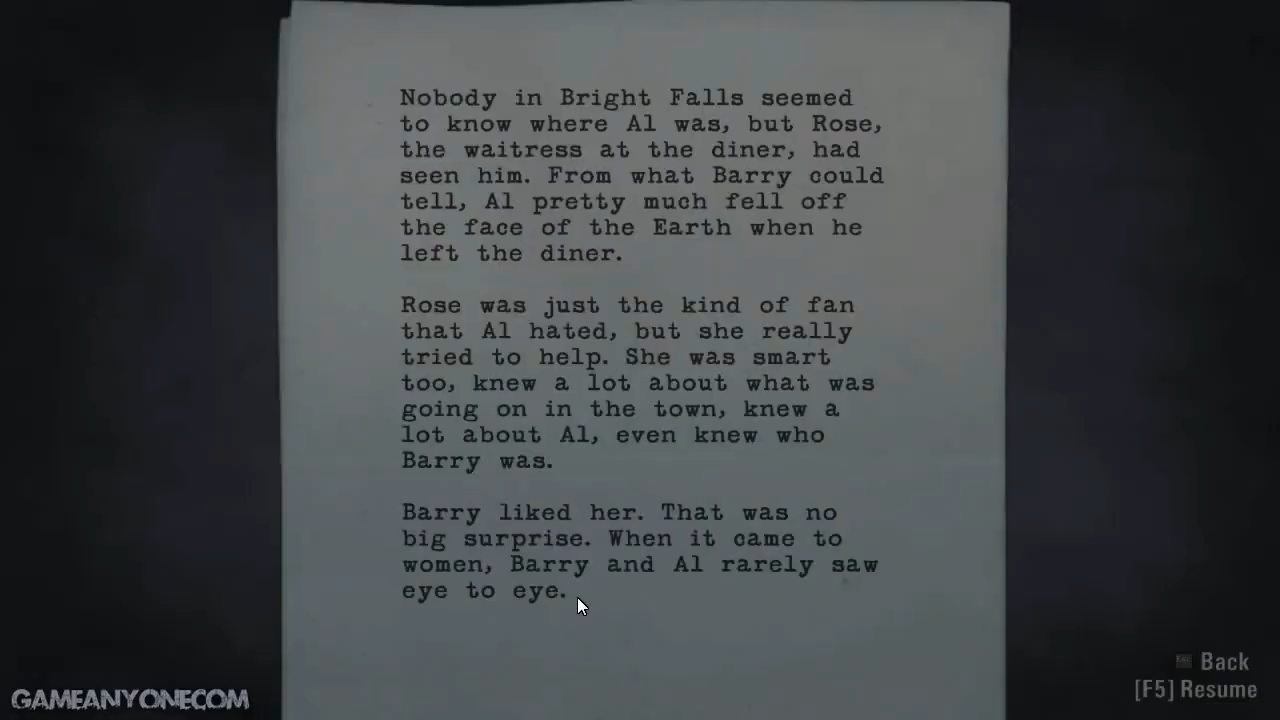 Nobody in Bright Falls seemed
to know where Al was, but Rose,
the waitress at the diner, had
seen him. From what Barry could
tell, Al pretty much fell off
the face of the Earth when he
left the diner.
Rose was just the kind of fan
that Al hated, but she really
tried to help. She was smart
too, knew a lot about what was
going on in the town, knew a
lot about Al, even knew who
Barry was.
Barry liked her. That was no
big surprise. When it came to
women, Barry and Al rarely saw
eye to eye.
Back
[F5] Resume
GAMEANYONE.COM